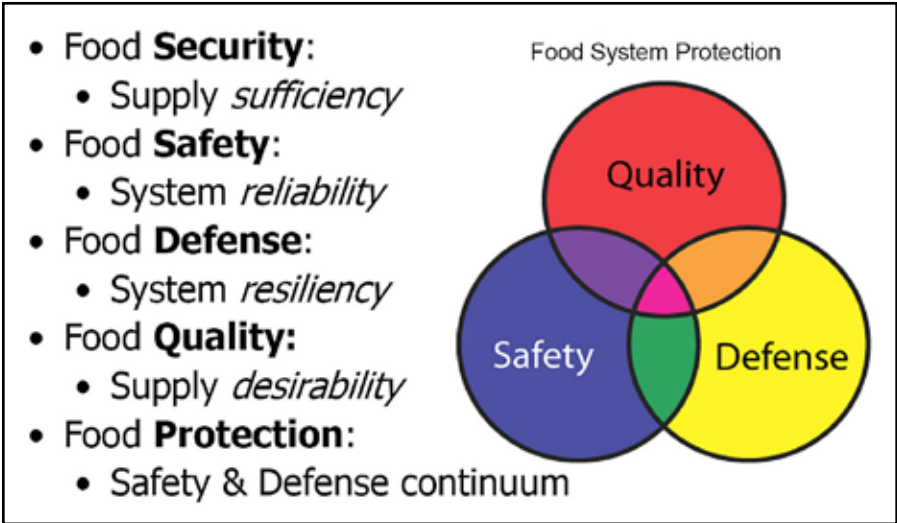 • Food Security:
• Supply sufficiency
• Food Safety:
• System reliability
• Food Defense:
• System resiliency
• Food Quality:
• Supply desirability
• Food Protection:
• Safety & Defense continuum
Food System Protection
Quality
Safety
Defense